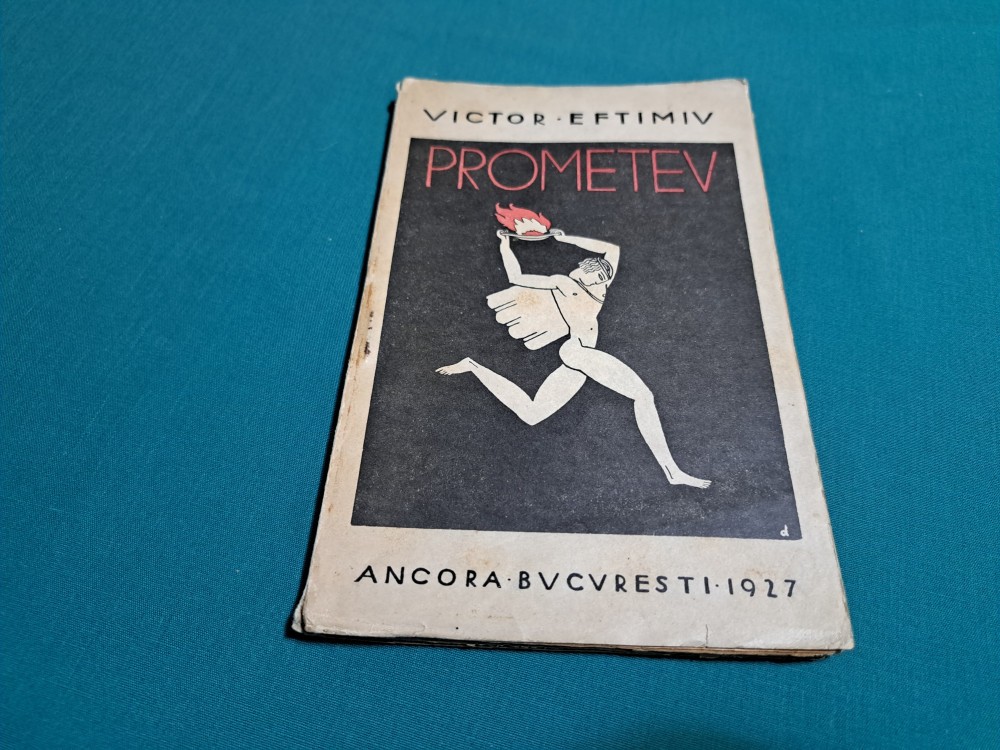 VICTOR · EFTIMIV
PROMETEV
d
ANCORA · BVCVRESTI · 1927